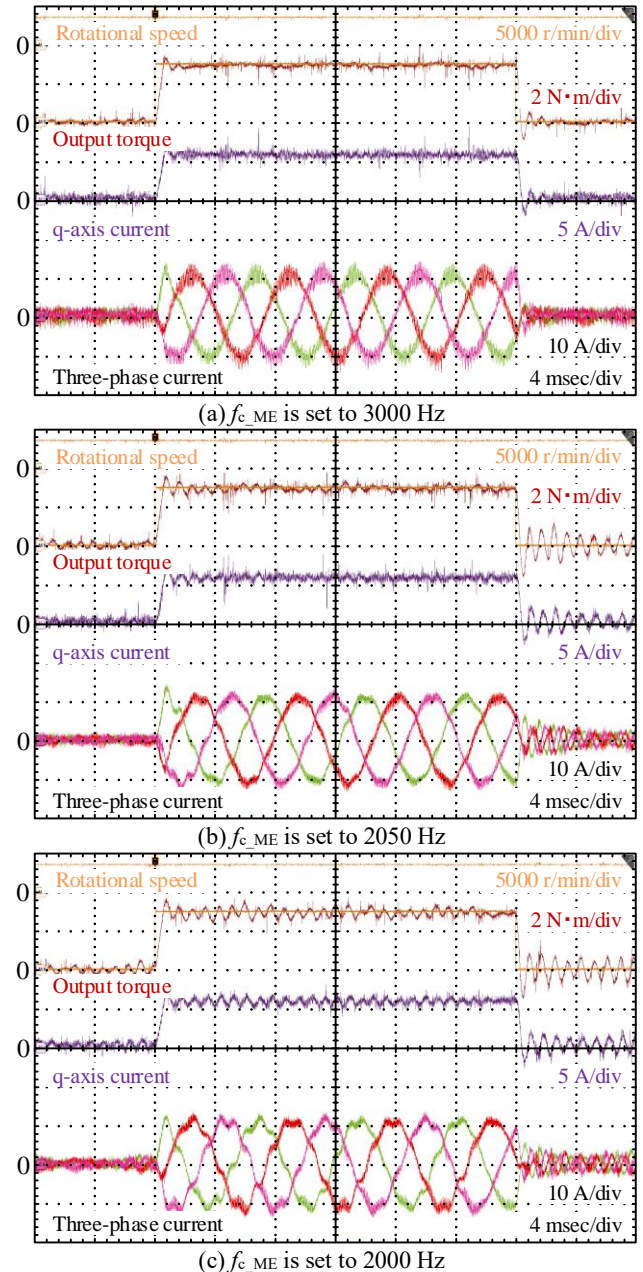 0 Rotational speed 5000 r/min/div
2 N·m/div
0
Output torque
q-axis current 5 A/div
0
10 A/div
Three-phase current 4 msec/div
(a) fc_ME is set to 3000 Hz
Rotational speed 5000 r/min/div
0
2 N·m/div
0
Output torque
q-axis current 5 A/div
0
10 A/div
Three-phase current 4 msec/div
(b) fc_ME is set to 2050 Hz
Rotational speed 5000 r/min/div
0
2 N·m/div
0
Output torque
q-axis current 5 A/div
0
10 A/div
Three-phase current 4 msec/div
(c) fc_ME is set to 2000 Hz